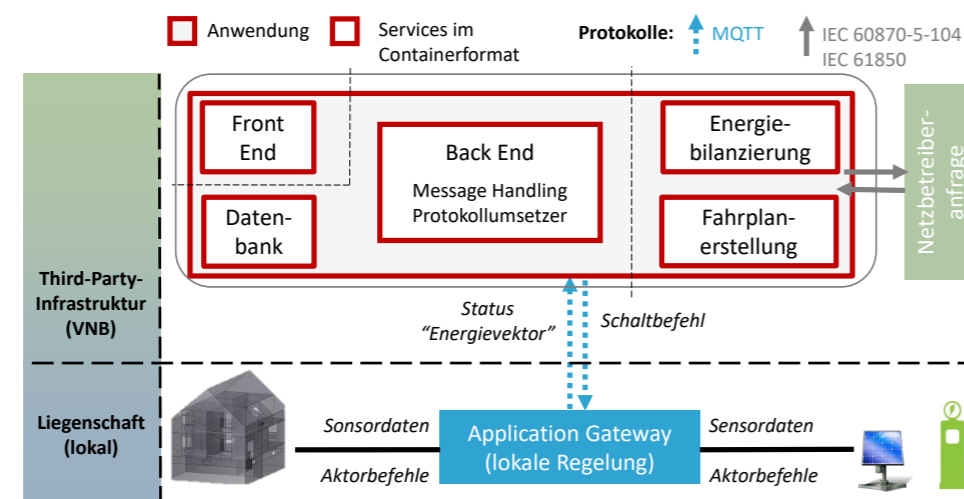 Anwendung
Services im
Containerformat
Protokolle:
MQTT
IEC 60870-5-104
IEC 61850
Front
End
Daten-
bank
Back End
Message Handling
Protokollumsetzer
Energie-
bilanzierung
Fahrplan-
erstellung
Netzbetreiber-
anfrage
Third-Party-
Infrastruktur
(VNB)
Status
“Energievektor”
Schaltbefehl
Liegenschaft
(lokal)
Sonsordaten
Aktorbefehle
Application Gateway
(lokale Regelung)
Sensordaten
Aktorbefehle